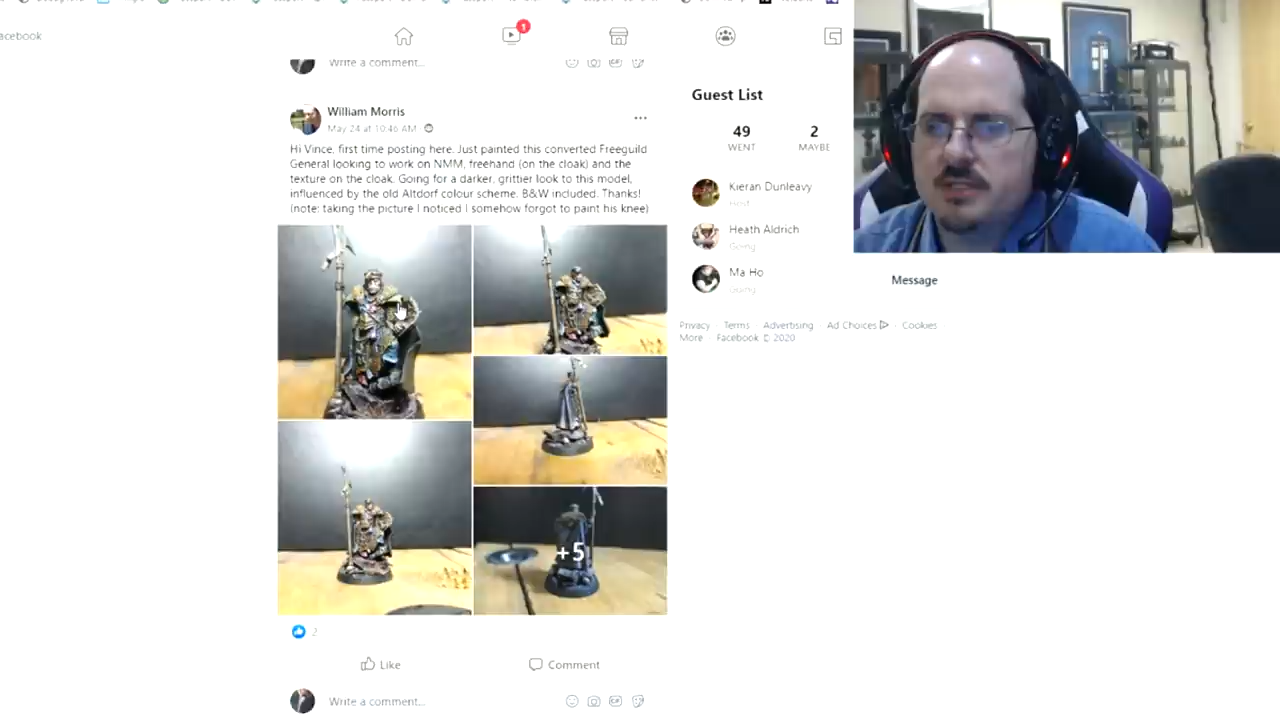 acebook
1
Write a comment...
William Morris
May 24 at 10:46 AM
Hi Vince, first time posting here. Just painted this converted Freeguild
General looking to work on NMM, freehand (on the cloak) and the
texture on the cloak. Going for a darker, grittier look to this model,
influenced by the old Altdorf colour scheme. B&W included. Thanks!
(note: taking the picture I noticed I somehow forgot to paint his knee)
+5
2
Like
Comment
Write a comment...
Guest List
49
2
WENT
MAYBE
Kieran Dunleavy
Host
Heath Aldrich
Going
Ma Ho
Going
Message
Privacy Terms Advertising Ad Choices Cookies
More Facebook © 2020